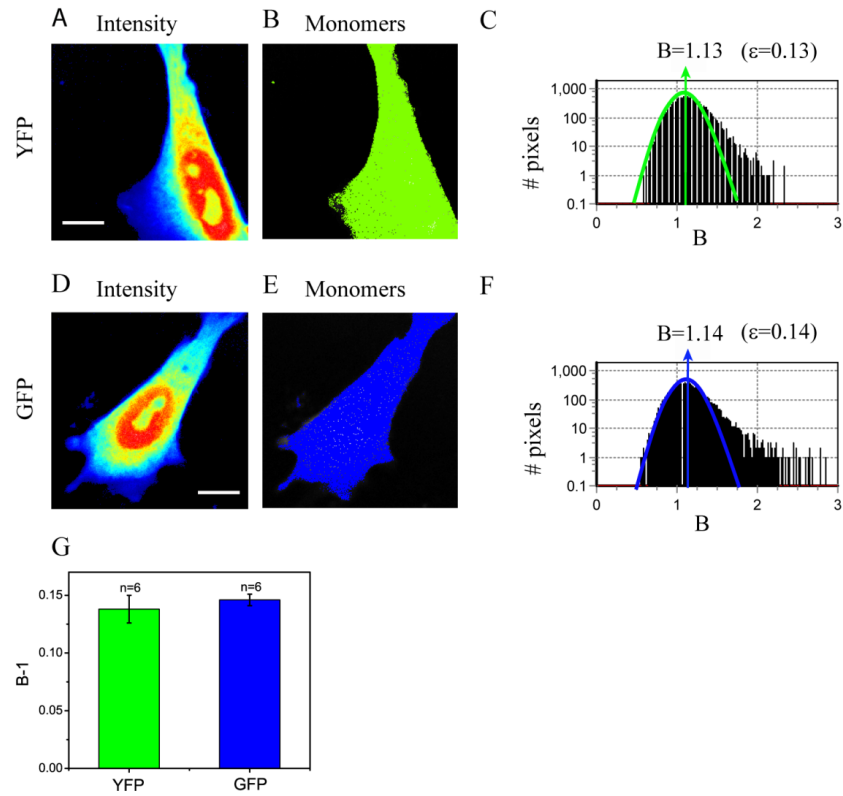 A Intensity B Monomers C
YFP
B=1.13 (ε=0.13)
# pixels
1,000
100
10
1
0.1
0 1 2 3
B
D Intensity E Monomers F
GFP
B=1.14 (ε=0.14)
# pixels
1,000
100
10
1
0.1
0 1 2 3
B
G
B-1
0.15
0.10
0.05
0.00
n=6 n=6
YFP GFP